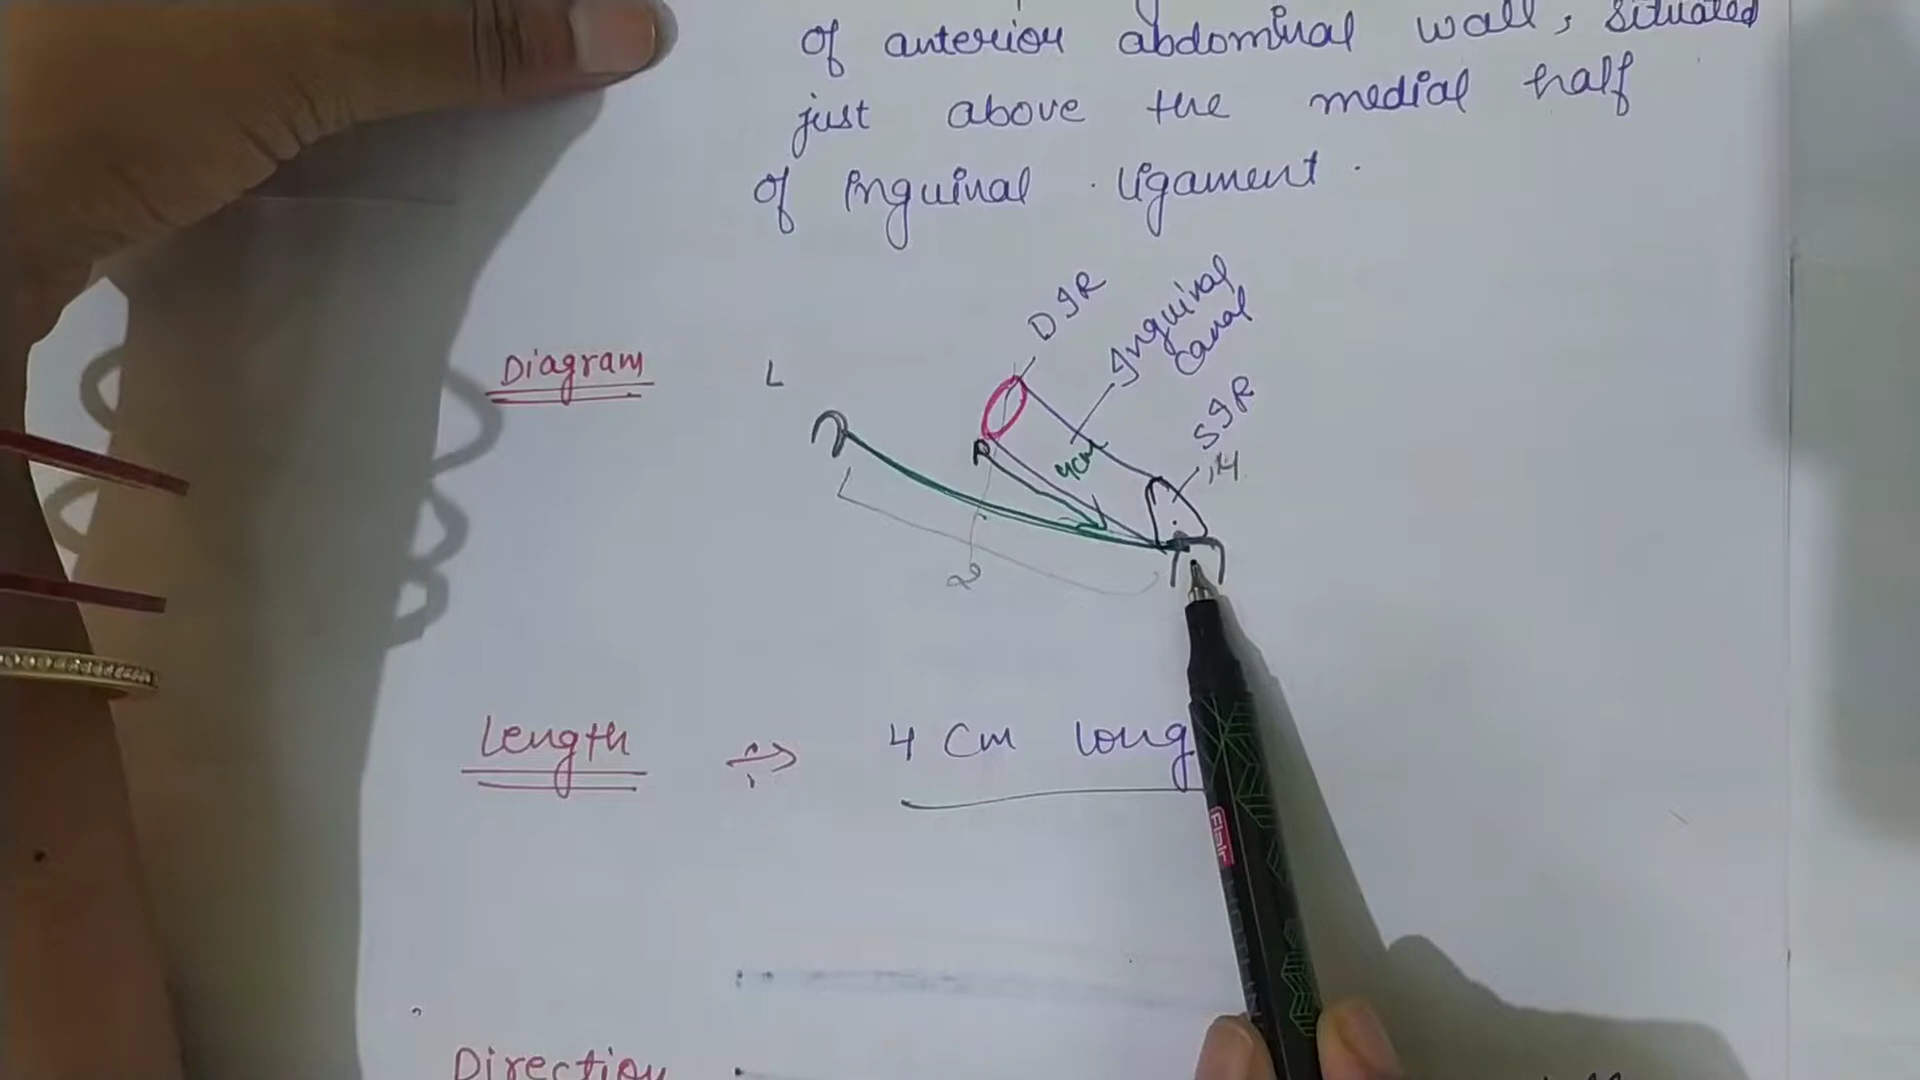 of anterior abdominal wall, situated
just above the medial half
of inguinal ligament.
DIR
Inguinal
canal
Diagram
L
SIR
4cm
Length
4 cm long
Flair
Direction